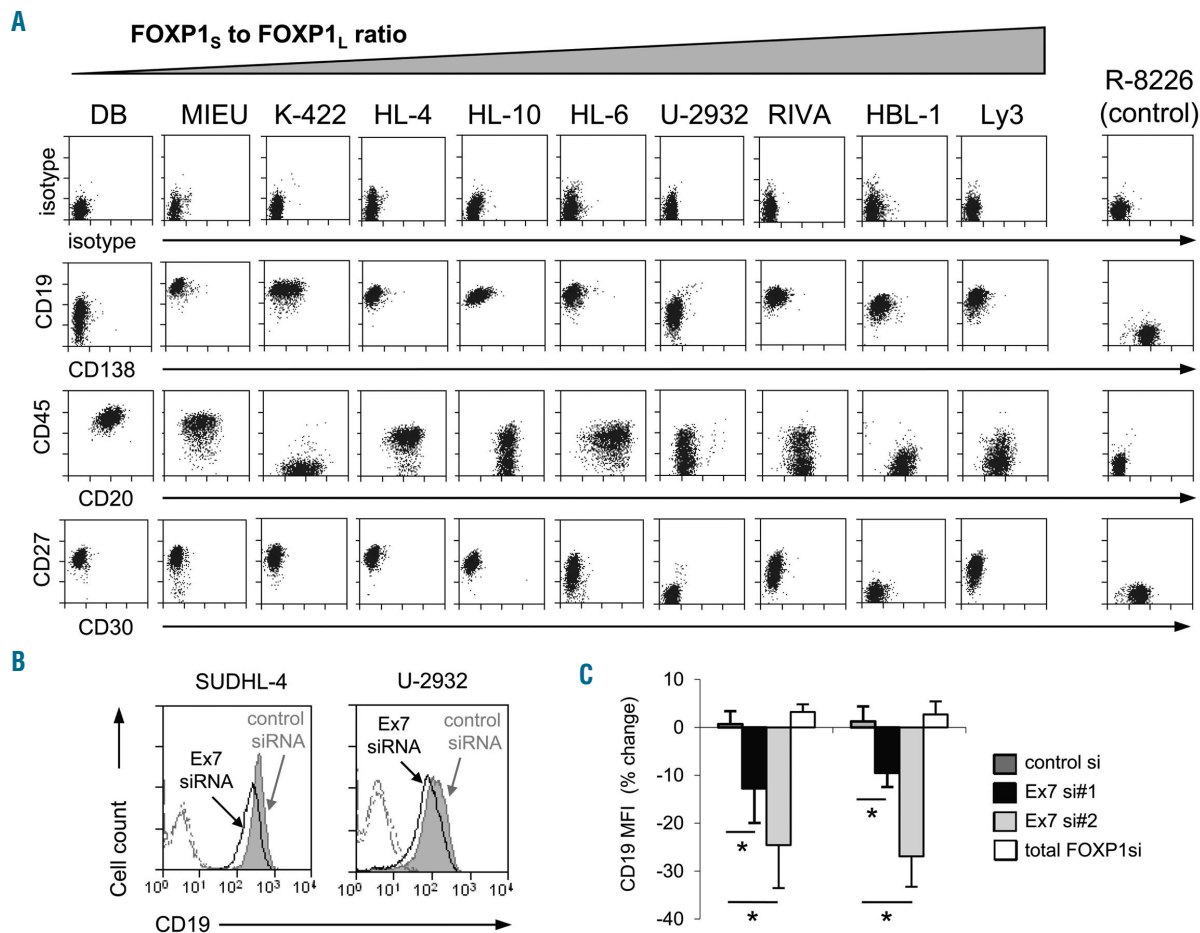 A
FOXP1S to FOXP1L ratio
DB MIEU K-422 HL-4 HL-10 HL-6 U-2932 RIVA HBL-1 Ly3 R-8226
(control)
isotype
isotype
CD19
CD138
CD45
CD20
CD27
CD30
B
SUDHL-4 U-2932
Cell count
control
siRNA
Ex7
siRNA
Ex7
siRNA
control
siRNA
10⁰ 10¹ 10² 10³ 10⁴ 10⁰ 10¹ 10² 10³ 10⁴
CD19
C
CD19 MFI (% change)
10
0
-10
-20
-30
-40
*
*
*
*
control si
Ex7 si#1
Ex7 si#2
total FOXP1si